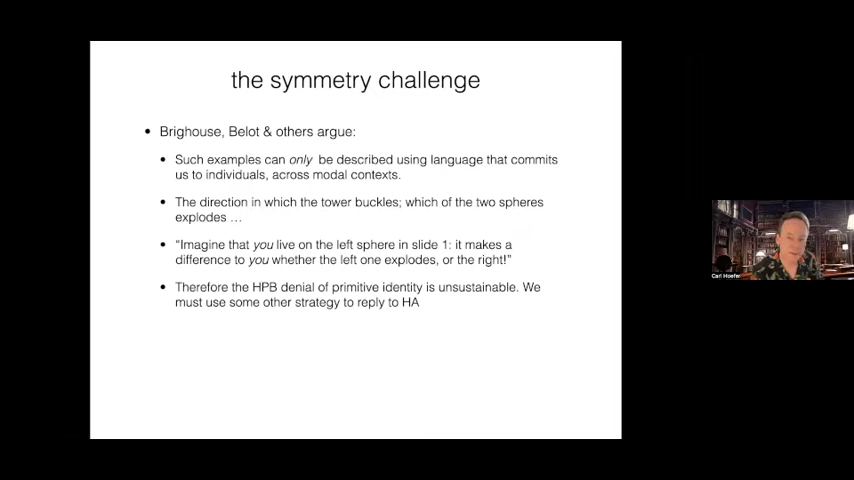 the symmetry challenge
• Brighouse, Belot & others argue:
• Such examples can only be described using language that commits
us to individuals, across modal contexts.
• The direction in which the tower buckles; which of the two spheres
explodes …
• “Imagine that you live on the left sphere in slide 1: it makes a
difference to you whether the left one explodes, or the right!”
• Therefore the HPB denial of primitive identity is unsustainable. We
must use some other strategy to reply to HA
Carl Hoefer